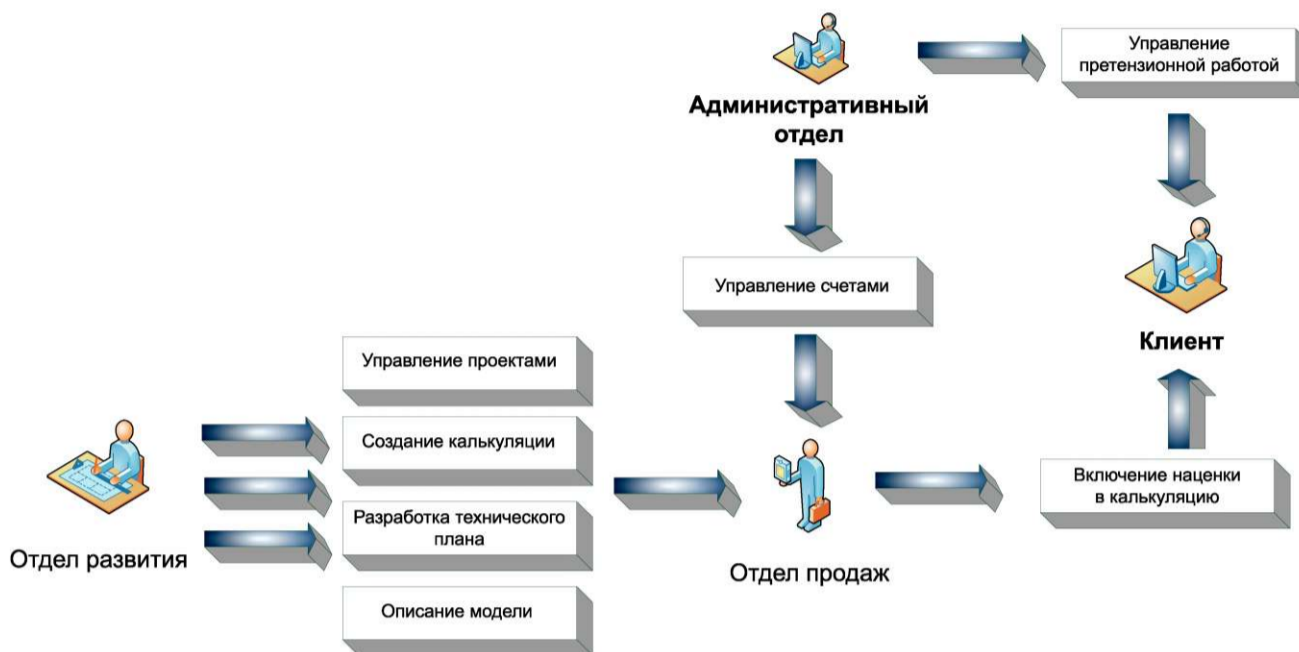 Управление
претензионной работой
Административный
отдел
Управление счетами
Клиент
Управление проектами
Создание калькуляции
Включение наценки
в калькуляцию
Разработка технического
плана
Отдел развития
Отдел продаж
Описание модели